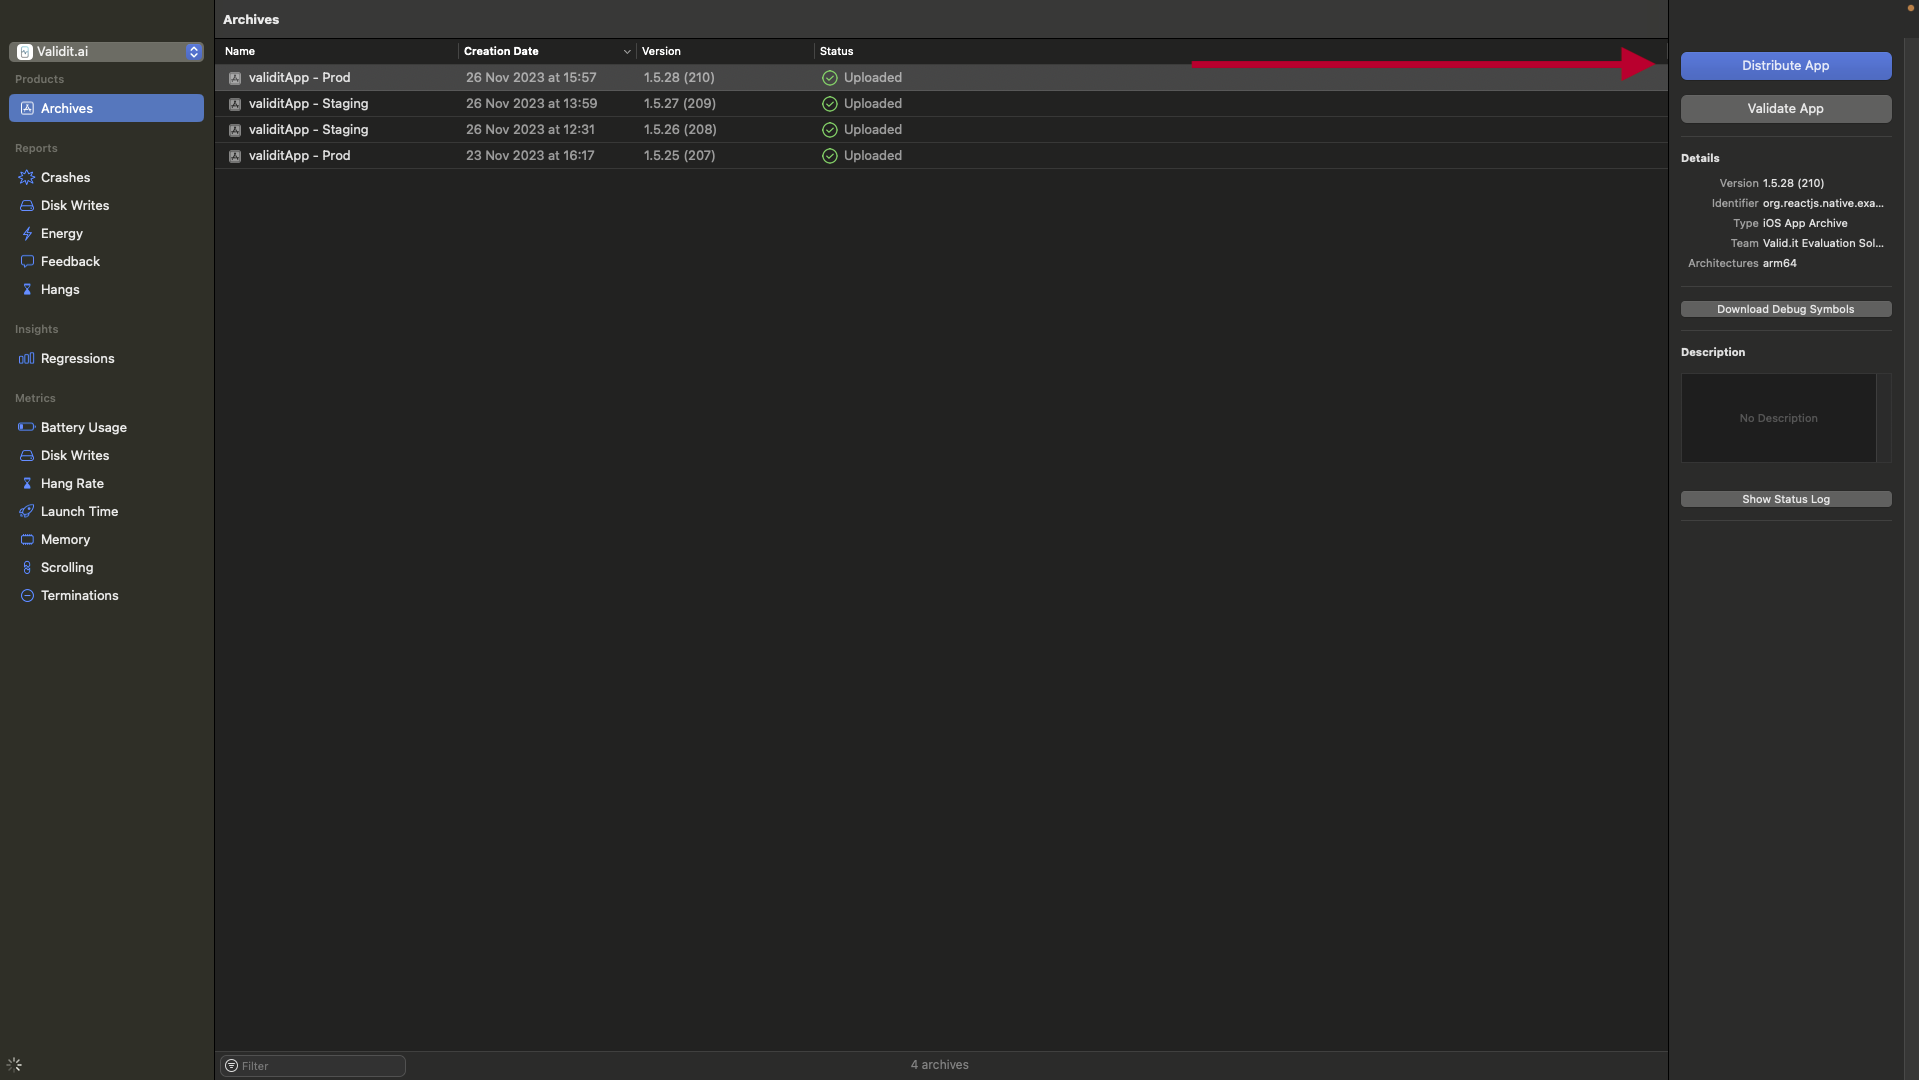 Archives
Validit.ai
Products
Archives
Reports
Crashes
Disk Writes
Energy
Feedback
Hangs
Insights
Regressions
Metrics
Battery Usage
Disk Writes
Hang Rate
Launch Time
Memory
Scrolling
Terminations
Name Creation Date Version Status
validitApp - Prod 26 Nov 2023 at 15:57 1.5.28 (210) Uploaded
validitApp - Staging 26 Nov 2023 at 13:59 1.5.27 (209) Uploaded
validitApp - Staging 26 Nov 2023 at 12:31 1.5.26 (208) Uploaded
validitApp - Prod 23 Nov 2023 at 16:17 1.5.25 (207) Uploaded
Filter
4 archives
Distribute App
Validate App
Details
Version 1.5.28 (210)
Identifier org.reactjs.native.exa...
Type iOS App Archive
Team Valid.it Evaluation Sol...
Architectures arm64
Download Debug Symbols
Description
No Description
Show Status Log